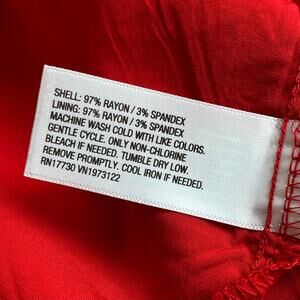 SHELL: 97% RAYON / 3% SPANDEX
LINING: 97% RAYON / 3% SPANDEX
MACHINE WASH COLD WITH LIKE COLORS.
GENTLE CYCLE. ONLY NON-CHLORINE
BLEACH IF NEEDED. TUMBLE DRY LOW.
REMOVE PROMPTLY. COOL IRON IF NEEDED.
RN17730 VN1973122